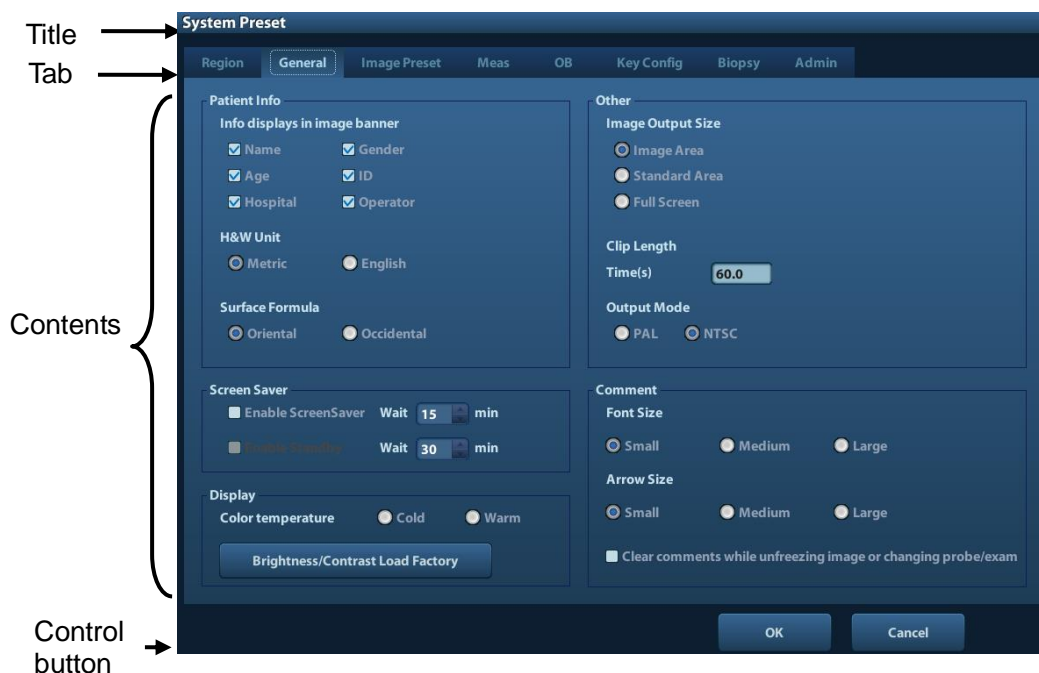 Title
Tab
Contents
Control
button
System Preset
Region General Image Preset Meas OB Key Config Biopsy Admin
Patient Info
Info displays in image banner
Name Gender
Age ID
Hospital Operator
H&W Unit
Metric English
Surface Formula
Oriental Occidental
Screen Saver
Enable ScreenSaver Wait 15 min
Enable Standby Wait 30 min
Display
Color temperature Cold Warm
Brightness/Contrast Load Factory
Other
Image Output Size
Image Area
Standard Area
Full Screen
Clip Length
Time(s) 60.0
Output Mode
PAL NTSC
Comment
Font Size
Small Medium Large
Arrow Size
Small Medium Large
Clear comments while unfreezing image or changing probe/exam
OK Cancel